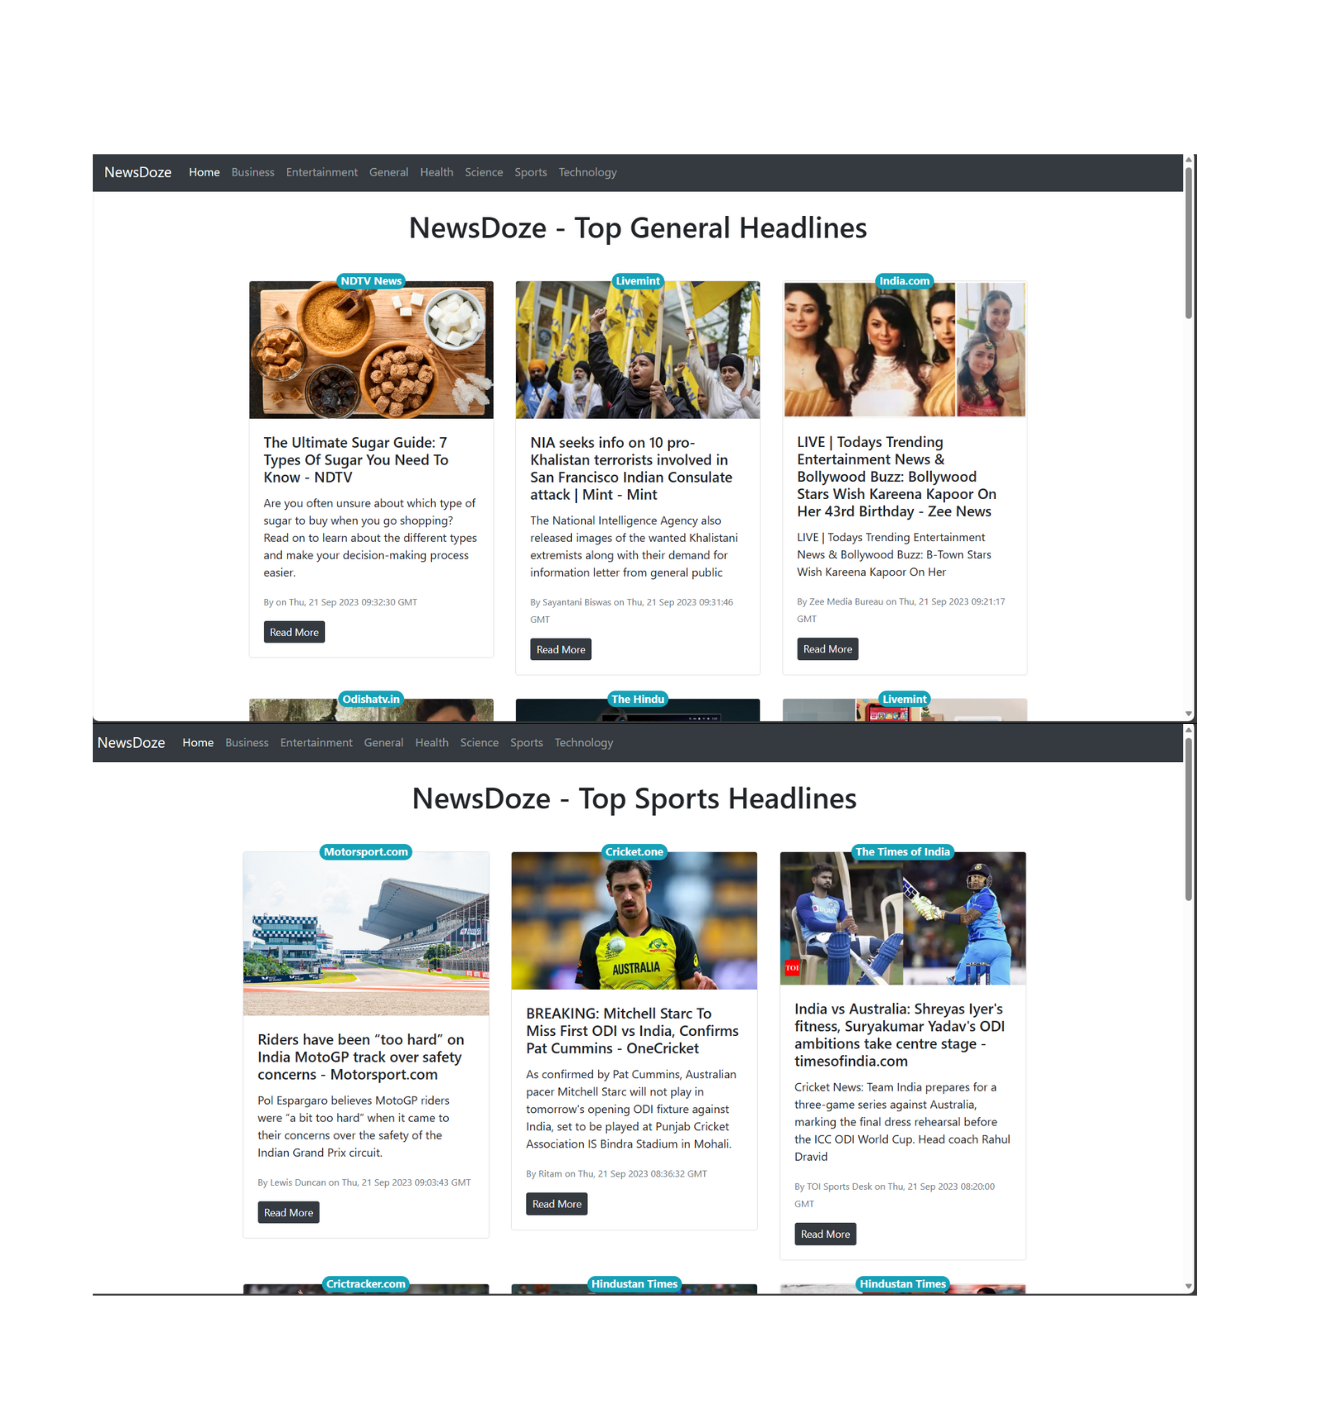 NewsDoze Home Business Entertainment General Health Science Sports Technology
NewsDoze - Top General Headlines
NDTV News
The Ultimate Sugar Guide: 7
Types Of Sugar You Need To
Know - NDTV
Are you often unsure about which type of
sugar to buy when you go shopping?
Read on to learn about the different types
and make your decision-making process
easier.
By on Thu, 21 Sep 2023 09:32:30 GMT
Read More
Livemint
NIA seeks info on 10 pro-
Khalistan terrorists involved in
San Francisco Indian Consulate
attack | Mint - Mint
The National Intelligence Agency also
released images of the wanted Khalistani
extremists along with their demand for
information letter from general public
By Sayantani Biswas on Thu, 21 Sep 2023 09:31:46
GMT
Read More
India.com
LIVE | Todays Trending
Entertainment News &
Bollywood Buzz: Bollywood
Stars Wish Kareena Kapoor On
Her 43rd Birthday - Zee News
LIVE | Todays Trending Entertainment
News & Bollywood Buzz: B-Town Stars
Wish Kareena Kapoor On Her
By Zee Media Bureau on Thu, 21 Sep 2023 09:21:17
GMT
Read More
Odishatv.in
The Hindu
Livemint
NewsDoze Home Business Entertainment General Health Science Sports Technology
NewsDoze - Top Sports Headlines
Motorsport.com
Riders have been “too hard” on
India MotoGP track over safety
concerns - Motorsport.com
Pol Espargaro believes MotoGP riders
were “a bit too hard” when it came to
their concerns over the safety of the
Indian Grand Prix circuit.
By Lewis Duncan on Thu, 21 Sep 2023 09:03:43 GMT
Read More
Cricket.one
AUSTRALIA
BREAKING: Mitchell Starc To
Miss First ODI vs India, Confirms
Pat Cummins - OneCricket
As confirmed by Pat Cummins, Australian
pacer Mitchell Starc will not play in
tomorrow's opening ODI fixture against
India, set to be played at Punjab Cricket
Association IS Bindra Stadium in Mohali.
By Ritam on Thu, 21 Sep 2023 08:36:32 GMT
Read More
The Times of India
TOI
India vs Australia: Shreyas Iyer's
fitness, Suryakumar Yadav's ODI
ambitions take centre stage -
timesofindia.com
Cricket News: Team India prepares for a
three-game series against Australia,
marking the final dress rehearsal before
the ICC ODI World Cup. Head coach Rahul
Dravid
By TOI Sports Desk on Thu, 21 Sep 2023 08:20:00
GMT
Read More
Crictracker.com
Hindustan Times
Hindustan Times